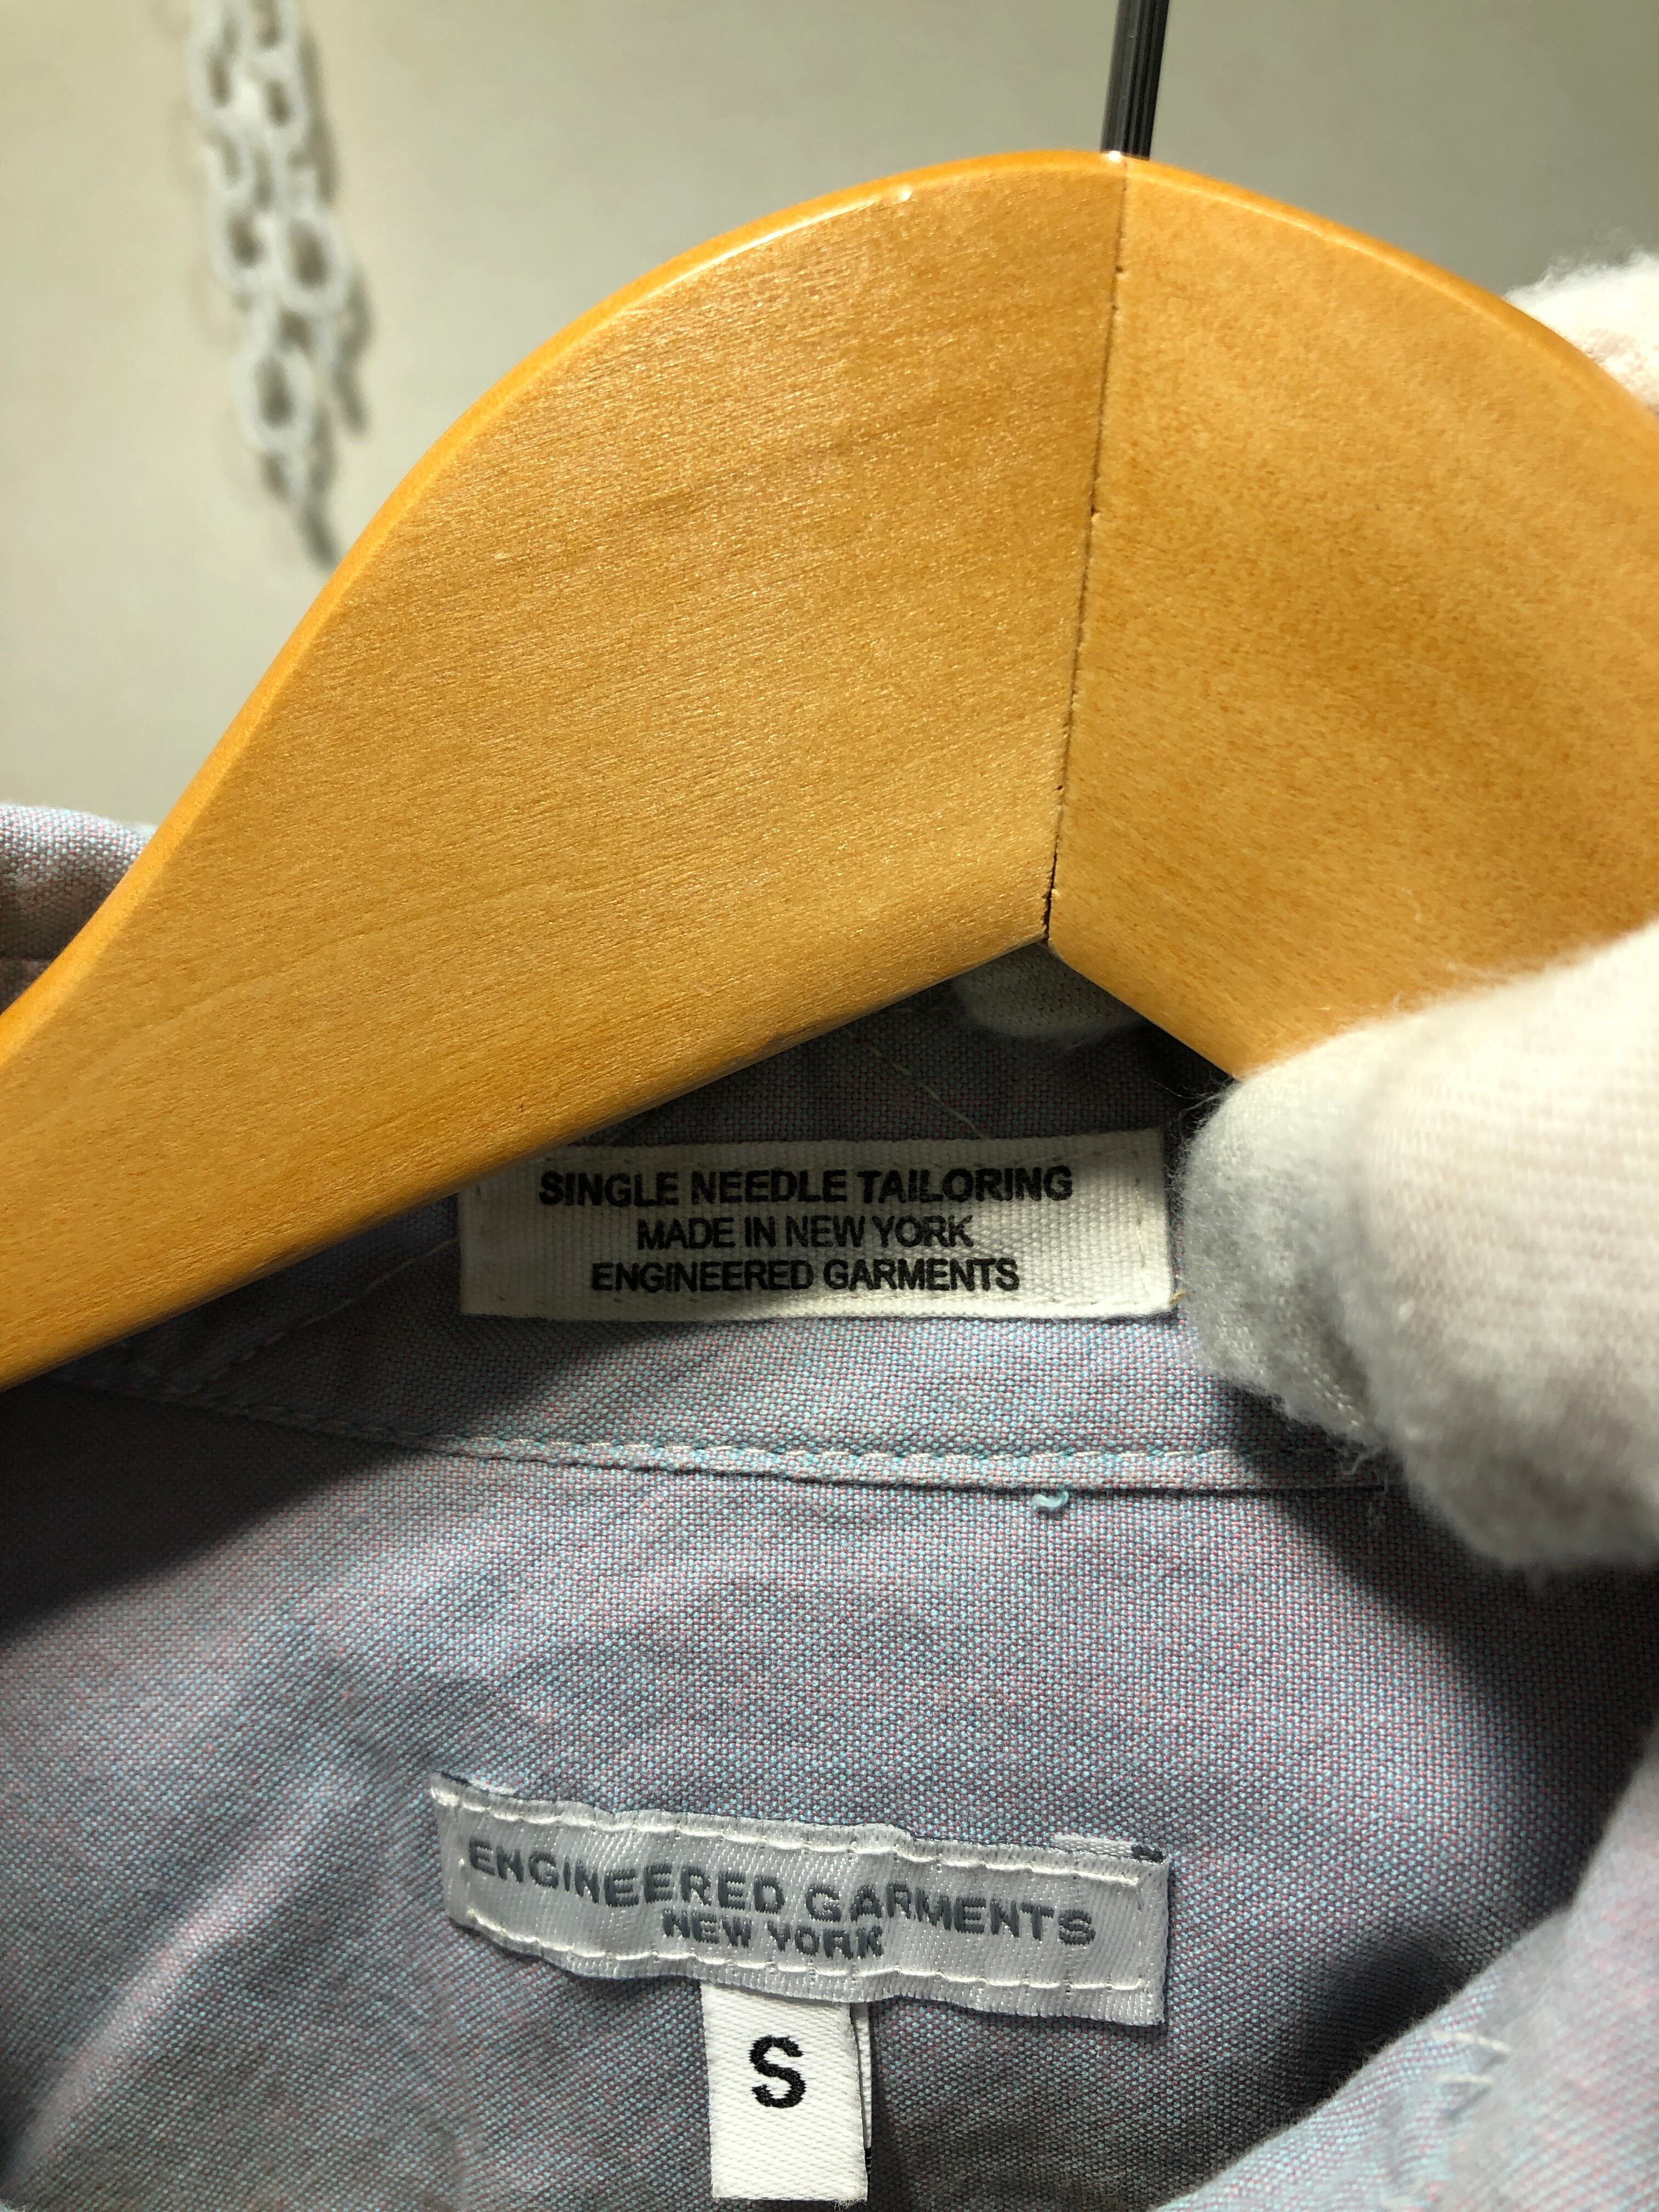 SINGLE NEEDLE TAILORING
MADE IN NEW YORK
ENGINEERED GARMENTS
ENGINEERED GARMENTS
NEW YORK
S